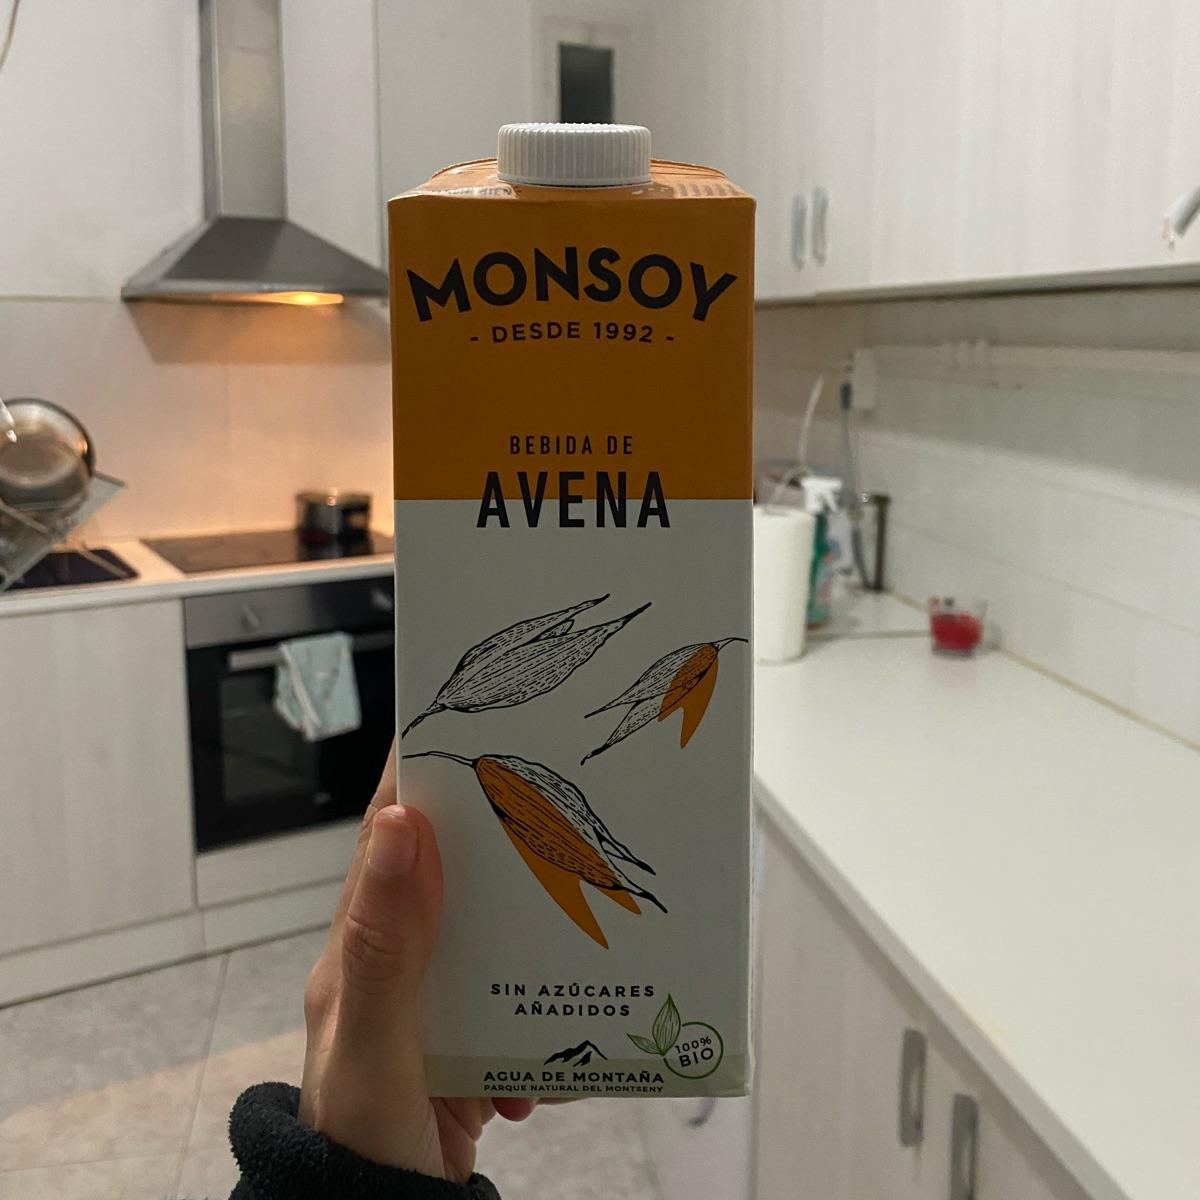 MONSOY
- DESDE 1992 -
BEBIDA DE
AVENA
SIN AZÚCARES
AÑADIDOS
100%
BIO
AGUA DE MONTAÑA
PARQUE NATURAL DEL MONTSENY